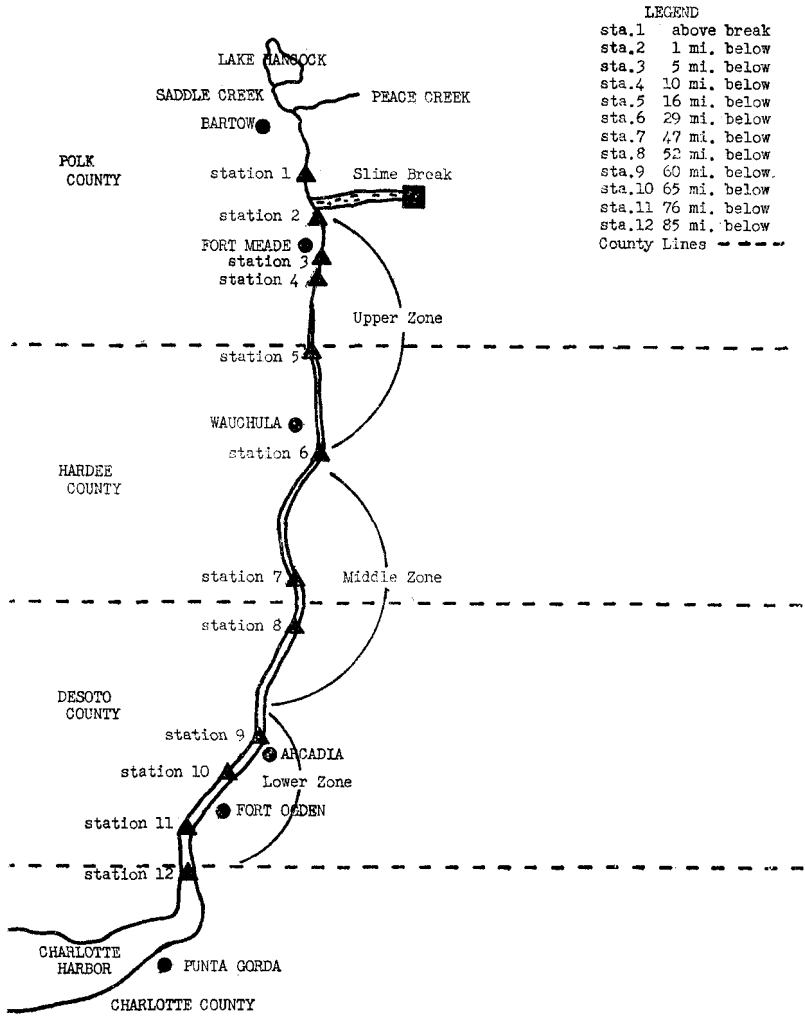 LEGEND
sta.1 above break
sta.2 1 mi. below
sta.3 5 mi. below
sta.4 10 mi. below
sta.5 16 mi. below
sta.6 29 mi. below
sta.7 47 mi. below
sta.8 52 mi. below
sta.9 60 mi. below.
sta.10 65 mi. below
sta.11 76 mi. below
sta.12 85 mi. below
County Lines
LAKE HANCOCK
SADDLE CREEK
PEACE CREEK
BARTOW
POLK
COUNTY
station 1
Slime Break
station 2
FORT MEADE
station 3
station 4
Upper Zone
station 5
WAUCHULA
station 6
HARDEE
COUNTY
station 7
Middle Zone
station 8
DESOTO
COUNTY
station 9
ARCADIA
station 10
Lower Zone
FORT OGDEN
station 11
station 12
CHARLOTTE
HARBOR
PUNTA GORDA
CHARLOTTE COUNTY